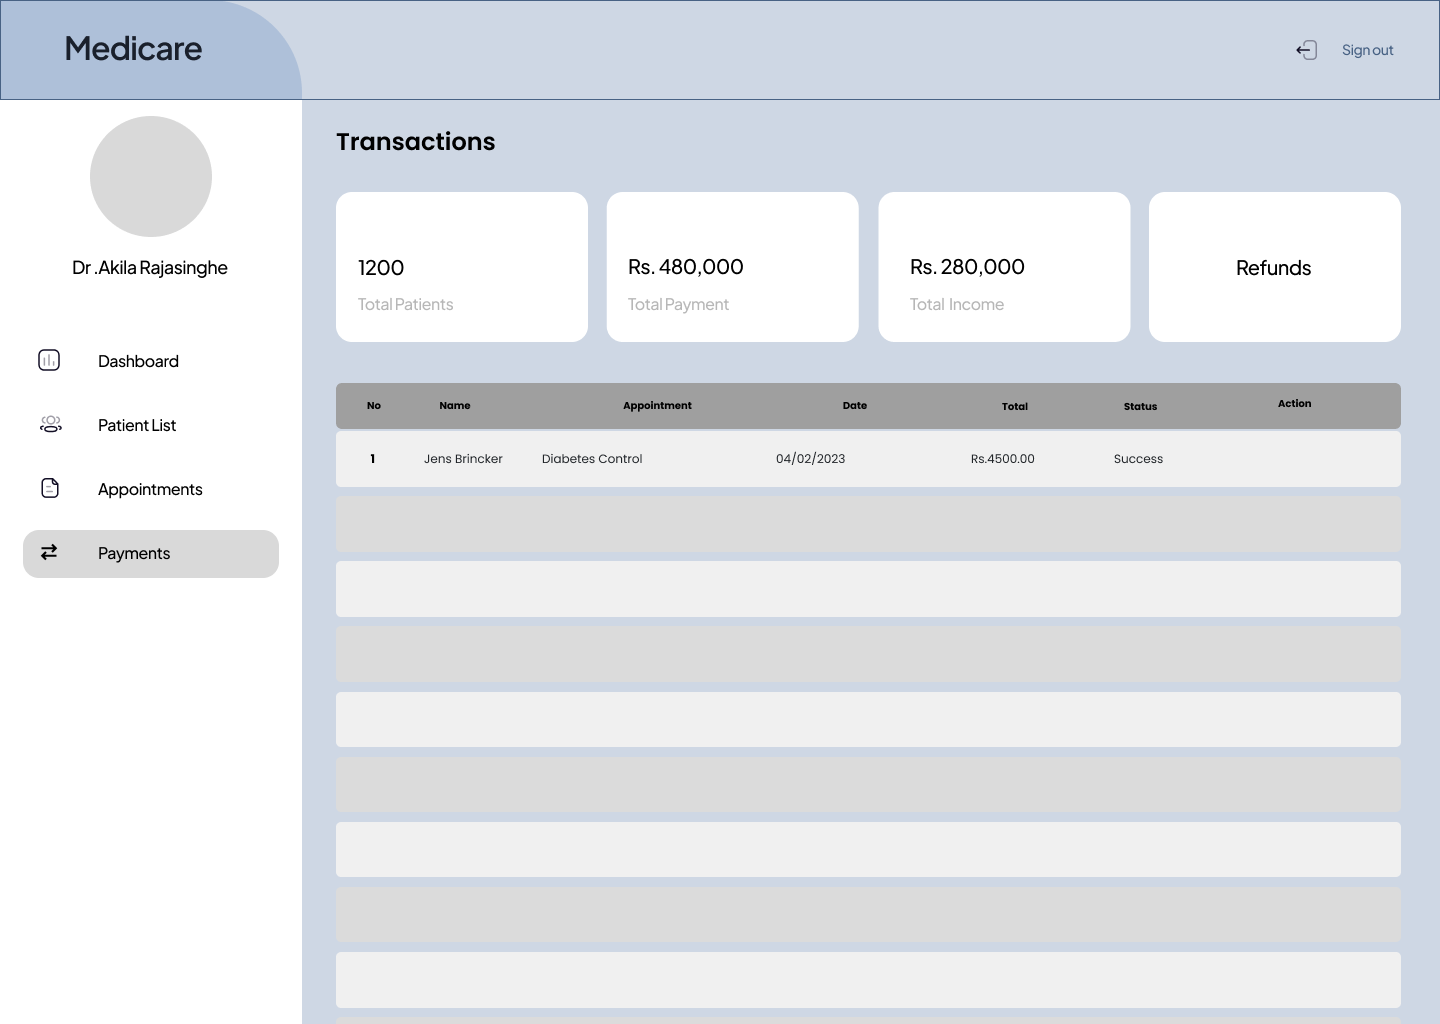 Medicare
Sign out
Dr .Akila Rajasinghe
Dashboard
Patient List
Appointments
Payments
Transactions
1200
Total Patients
Rs. 480,000
Total Payment
Rs. 280,000
Total Income
Refunds
No Name Appointment Date Total Status Action
1 Jens Brincker Diabetes Control 04/02/2023 Rs.4500.00 Success